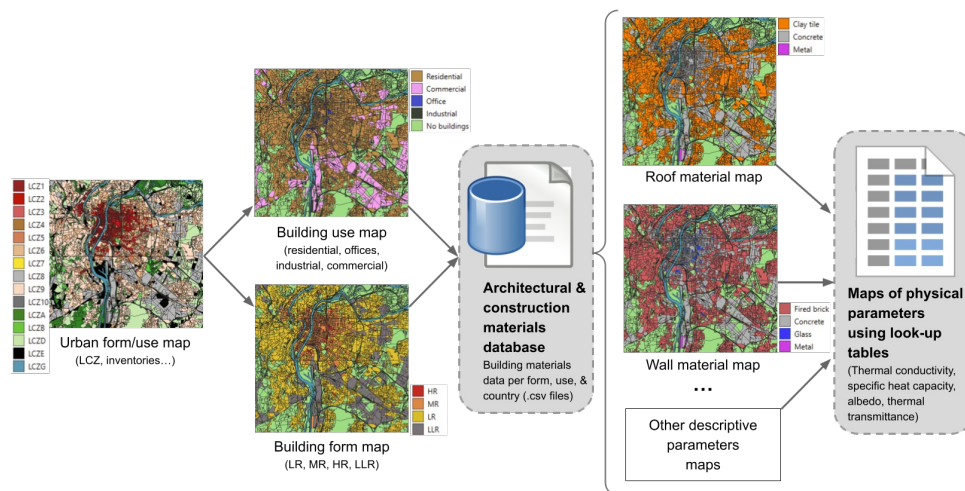 LCZ1
LCZ2
LCZ3
LCZ4
LCZ5
LCZ6
LCZ7
LCZ8
LCZ9
LCZ10
LCZA
LCZB
LCZD
LCZE
LCZG
Urban form/use map
(LCZ, inventories...)
Residential
Commercial
Office
Industrial
No buildings
Building use map
(residential, offices,
industrial, commercial)
HR
MR
LR
LLR
Building form map
(LR, MR, HR, LLR)
Architectural &
construction
materials
database
Building materials
data per form, use, &
country (.csv files)
Clay tile
Concrete
Metal
Roof material map
Fired brick
Concrete
Glass
Metal
Wall material map
...
Other descriptive
parameters
maps
Maps of physical
parameters
using look-up
tables
(Thermal conductivity,
specific heat capacity,
albedo, thermal
transmittance)